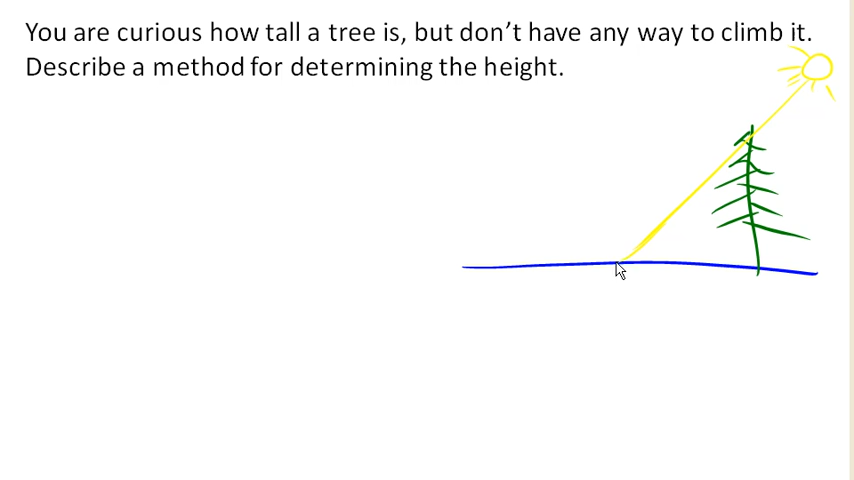 You are curious how tall a tree is, but don’t have any way to climb it.
Describe a method for determining the height.